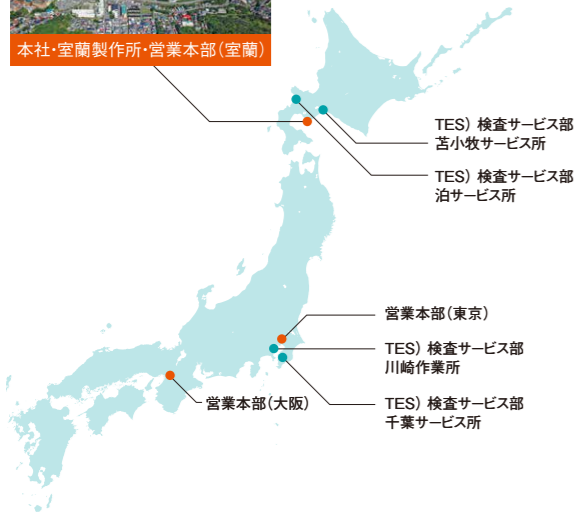 本社・室蘭製作所・営業本部(室蘭)
TES) 検査サービス部
苫小牧サービス所
TES) 検査サービス部
泊サービス所
営業本部(東京)
TES) 検査サービス部
川崎作業所
営業本部(大阪)
TES) 検査サービス部
千葉サービス所